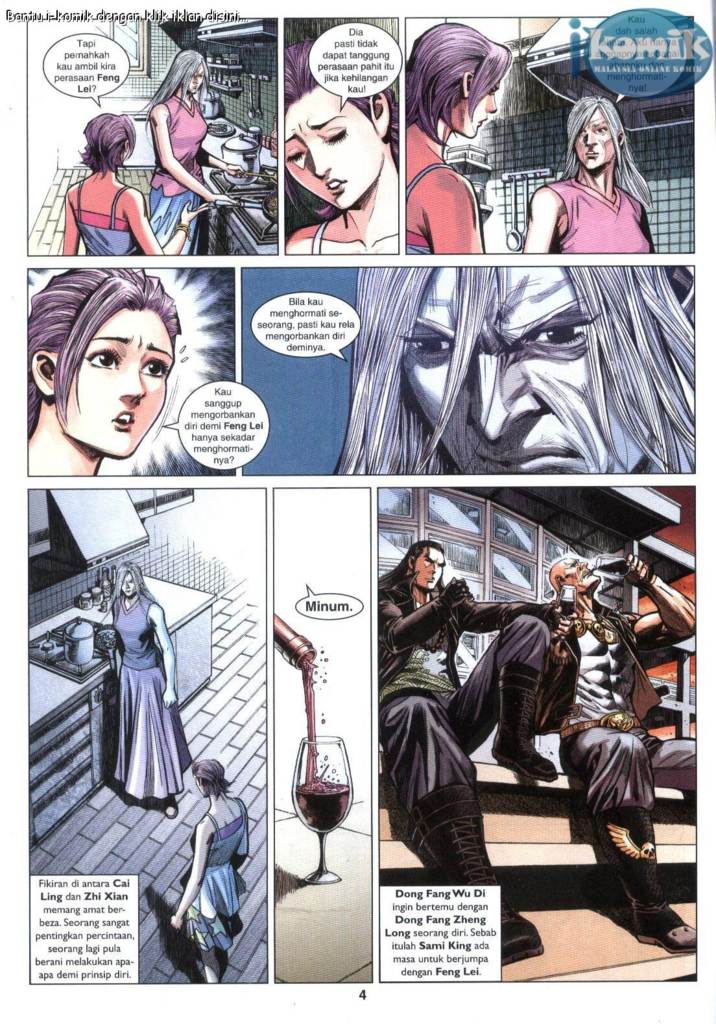 Bantu i-komik dengan kluk iklan disini...
Tapi
pernahkah
kau ambil kira
perasaan Feng
Lei?
Dia
pasti tidak
dapat tanggung
perasaan pahit itu
jika kehilangan
kau!
Kau
dah salah
ikomik
MALAYSIA ONLINE KOMIK
Kau
sanggup
mengorbankan
diri demi Feng Lei
hanya sekadar
menghormati-
nya?
Bila kau
menghormati se-
seorang, pasti kau rela
mengorbankan diri
deminya.
Minum.
Fikiran di antara Cai
Ling dan Zhi Xian
memang amat ber-
beza. Seorang sangat
pentingkan percintaan,
seorang lagi pula
berani melakukan apa-
apa demi prinsip diri.
Dong Fang Wu Di
ingin bertemu dengan
Dong Fang Zheng
Long seorang diri. Sebab
itulah Sami King ada
masa untuk berjumpa
dengan Feng Lei.
4